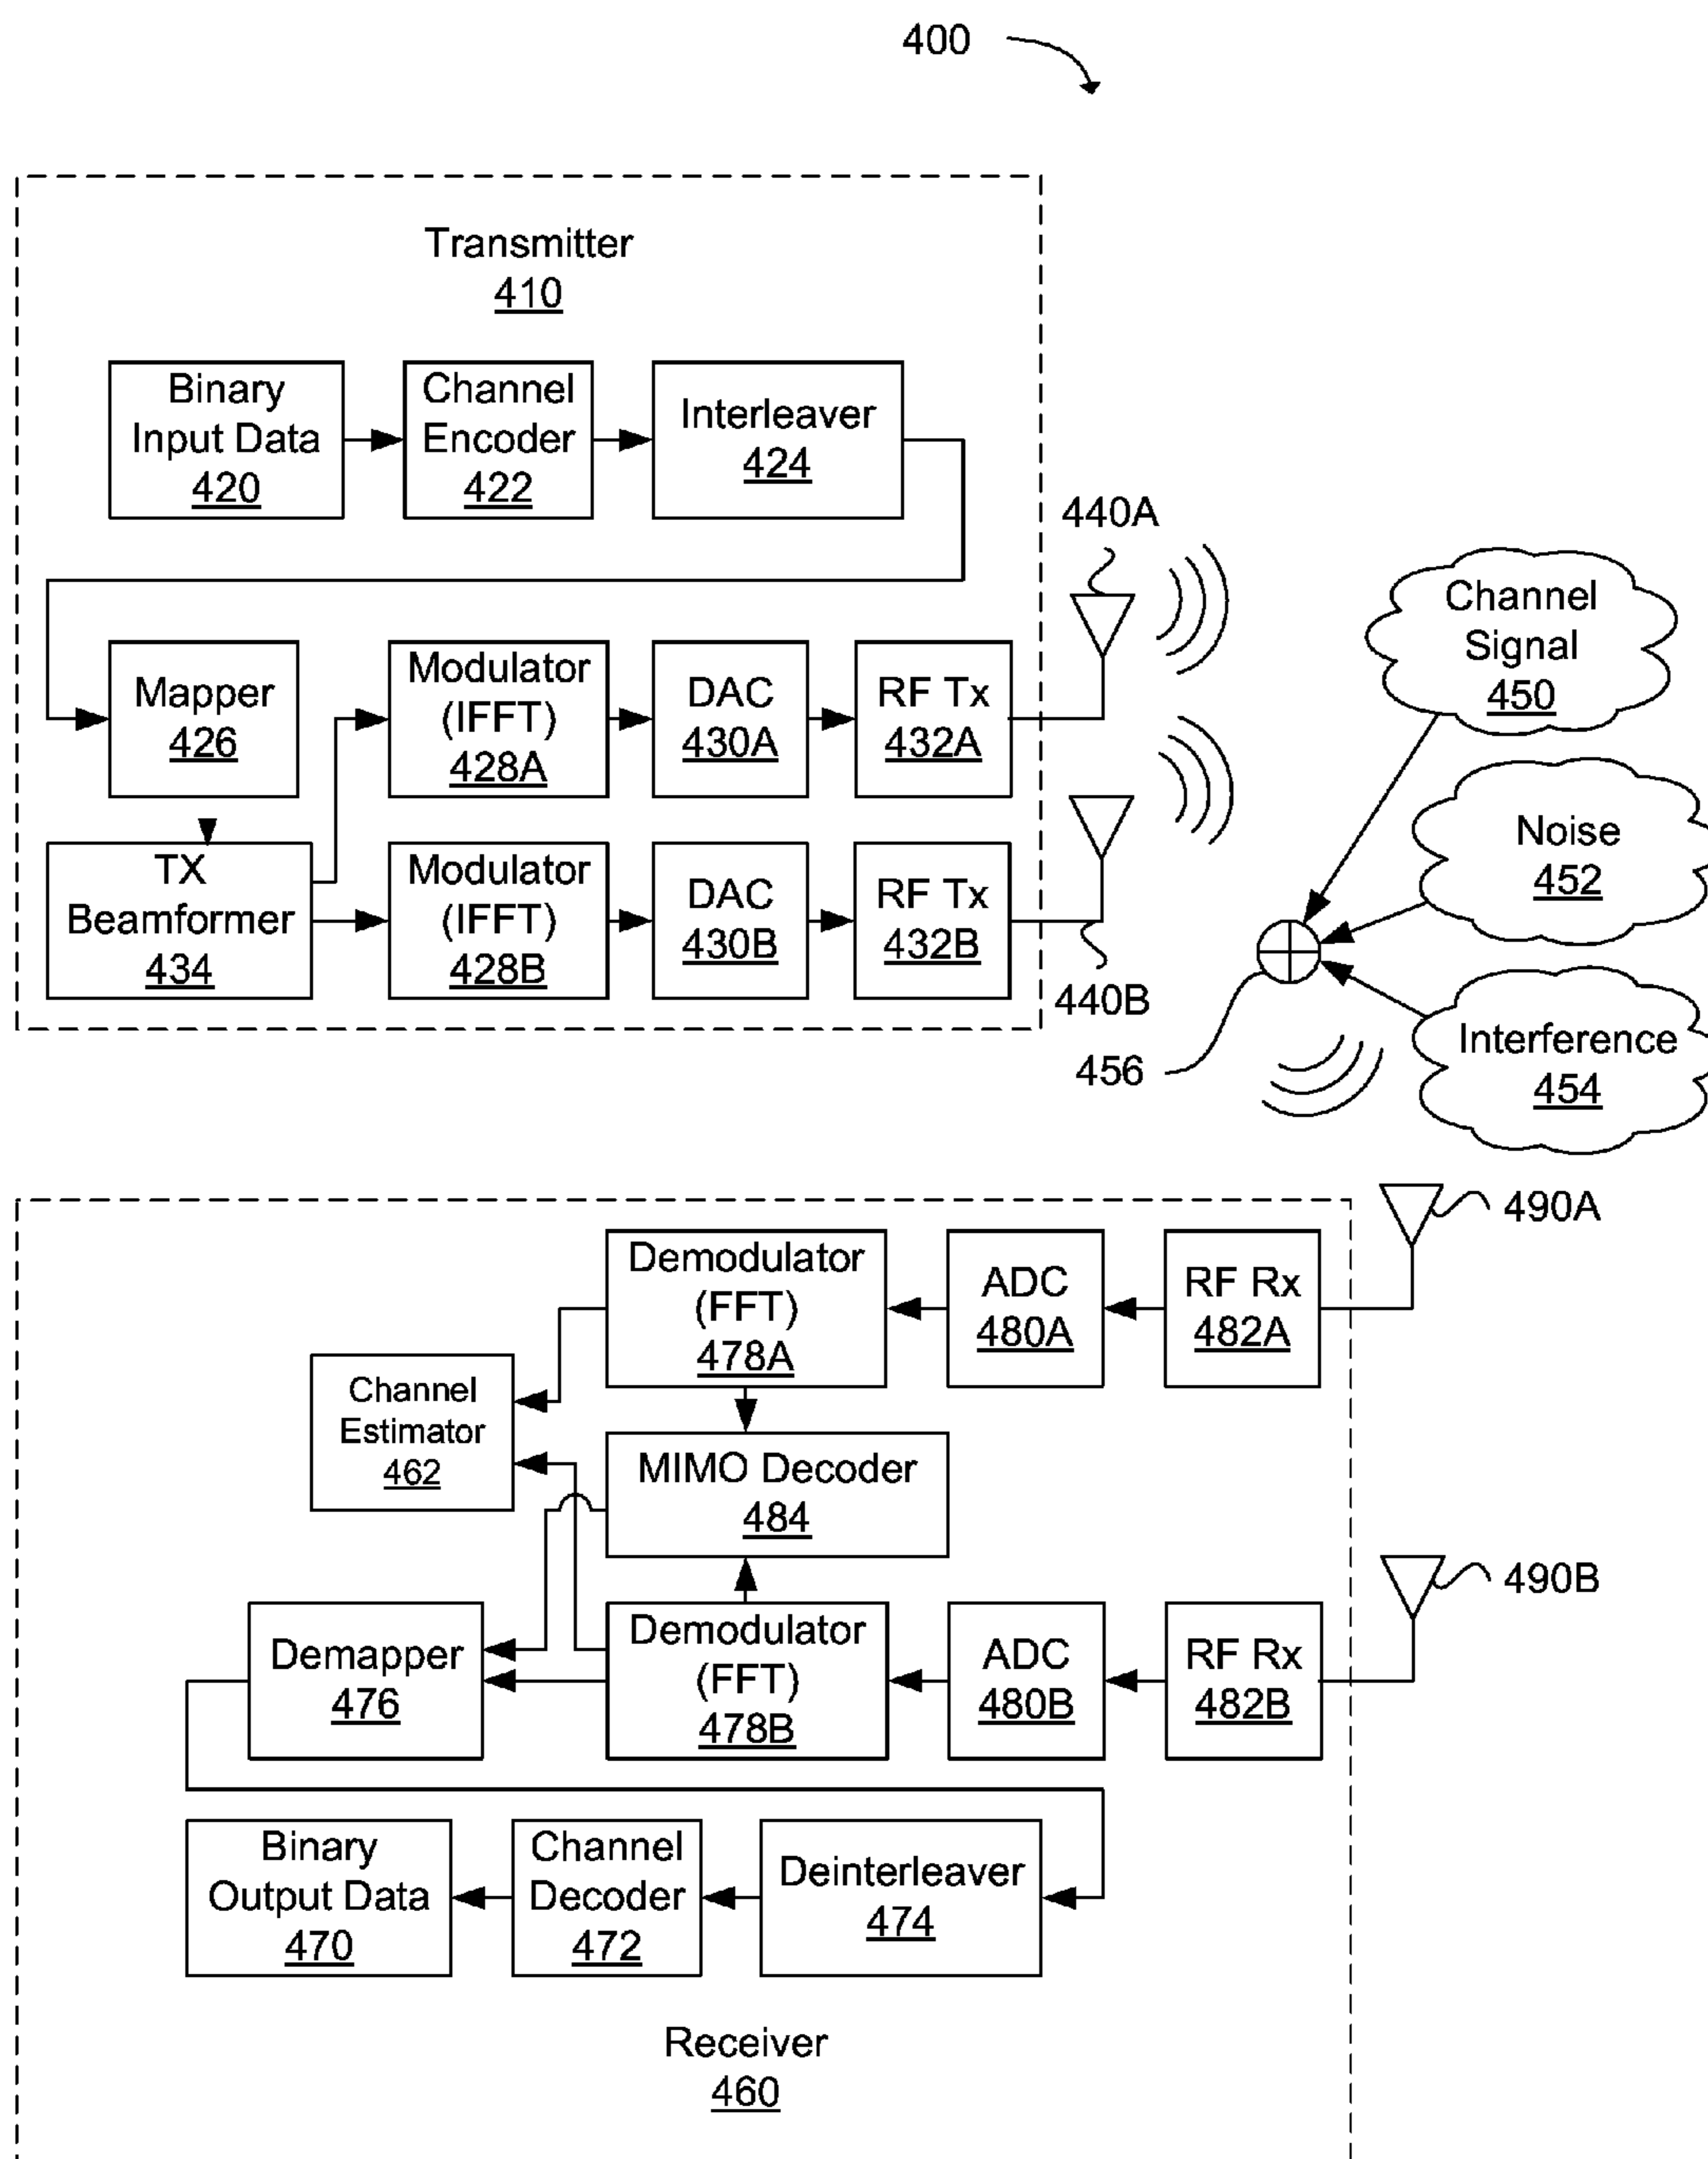 400
Transmitter
410
Binary
Input Data
420
Channel
Encoder
422
Interleaver
424
440A
Mapper
426
Modulator
(IFFT)
428A
DAC
430A
RF Tx
432A
TX
Beamformer
434
Modulator
(IFFT)
428B
DAC
430B
RF Tx
432B
440B
Channel
Signal
450
Noise
452
Interference
454
456
490A
Demodulator
(FFT)
478A
ADC
480A
RF Rx
482A
Channel
Estimator
462
MIMO Decoder
484
490B
Demapper
476
Demodulator
(FFT)
478B
ADC
480B
RF Rx
482B
Binary
Output Data
470
Channel
Decoder
472
Deinterleaver
474
Receiver
460